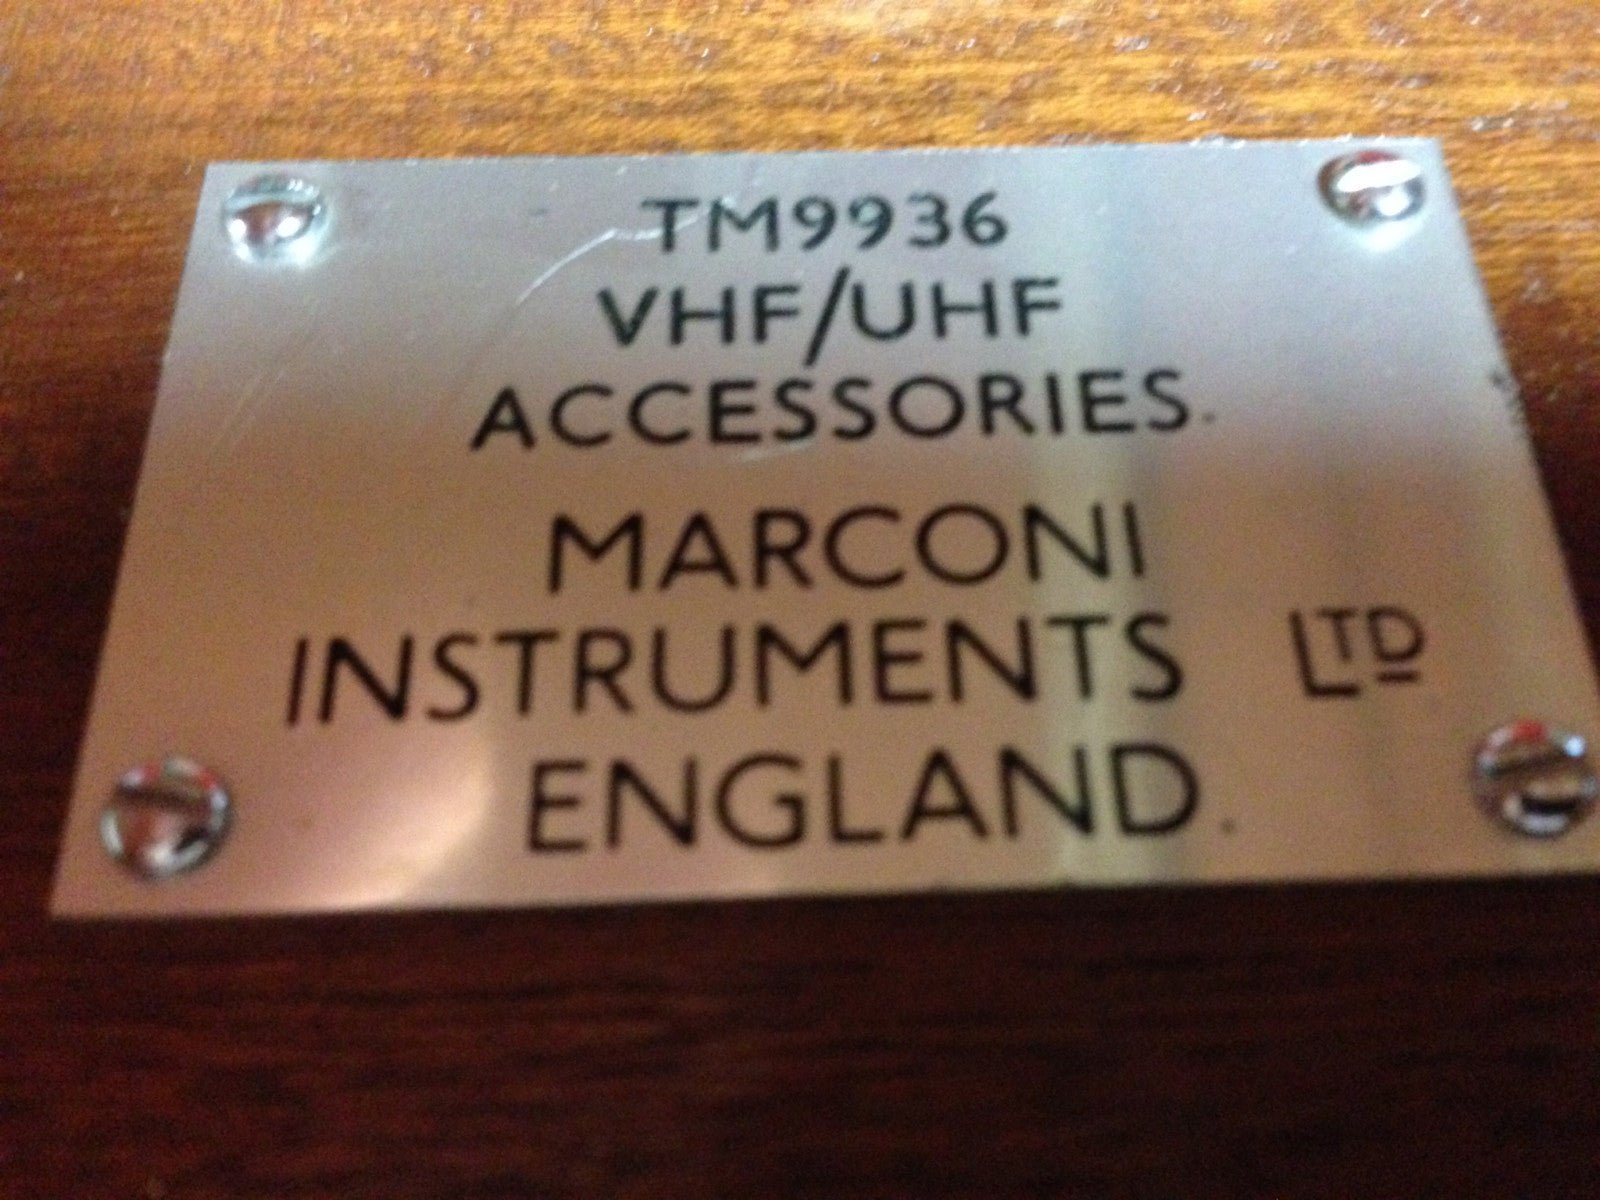 TM9936
VHF/UHF
ACCESSORIES.
MARCONI
INSTRUMENTS LTD
ENGLAND.